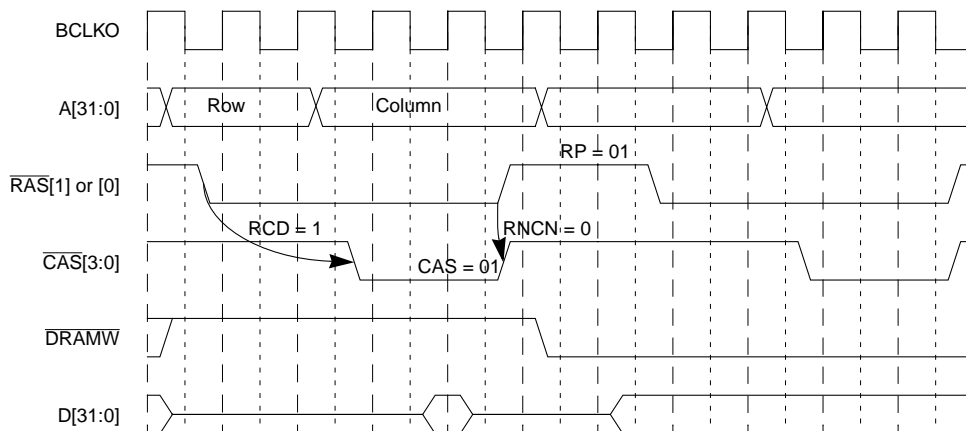 BCLKO
A[31:0]
Row
Column
RP = 01
RAS[1] or [0]
RCD = 1
RNCN = 0
CAS[3:0]
CAS = 01
DRAMW
D[31:0]